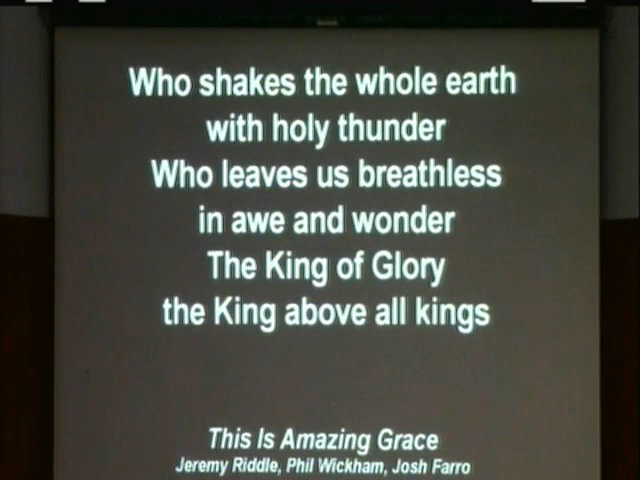 Who shakes the whole earth
with holy thunder
Who leaves us breathless
in awe and wonder
The King of Glory
the King above all kings
This Is Amazing Grace
Jeremy Riddle, Phil Wickham, Josh Farro